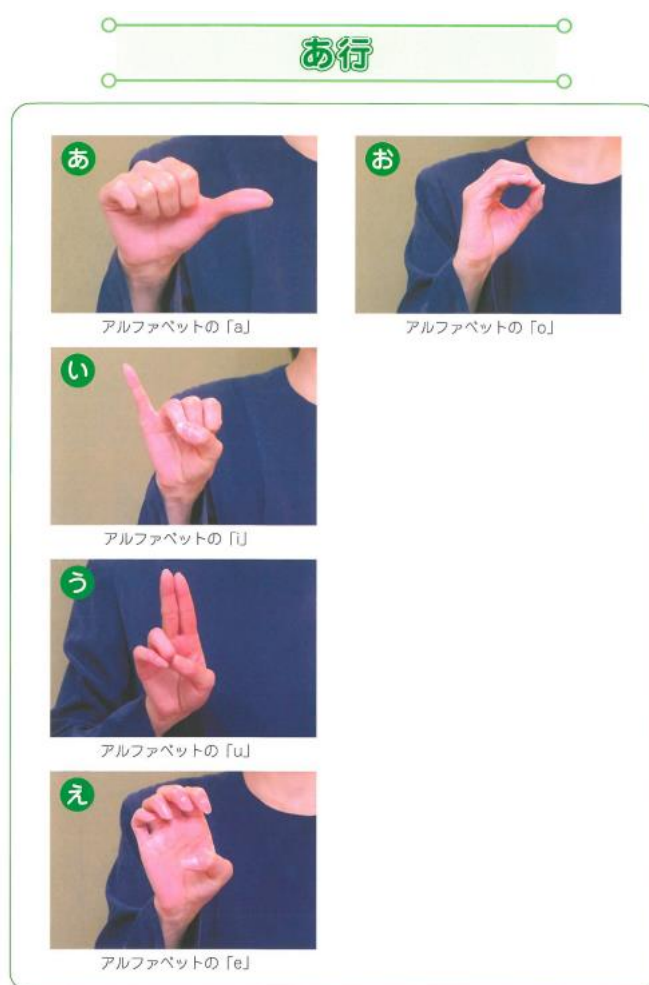 あ行
あ
アルファベットの「a」
い
アルファベットの「i」
う
アルファベットの「u」
え
アルファベットの「e」
お
アルファベットの「o」